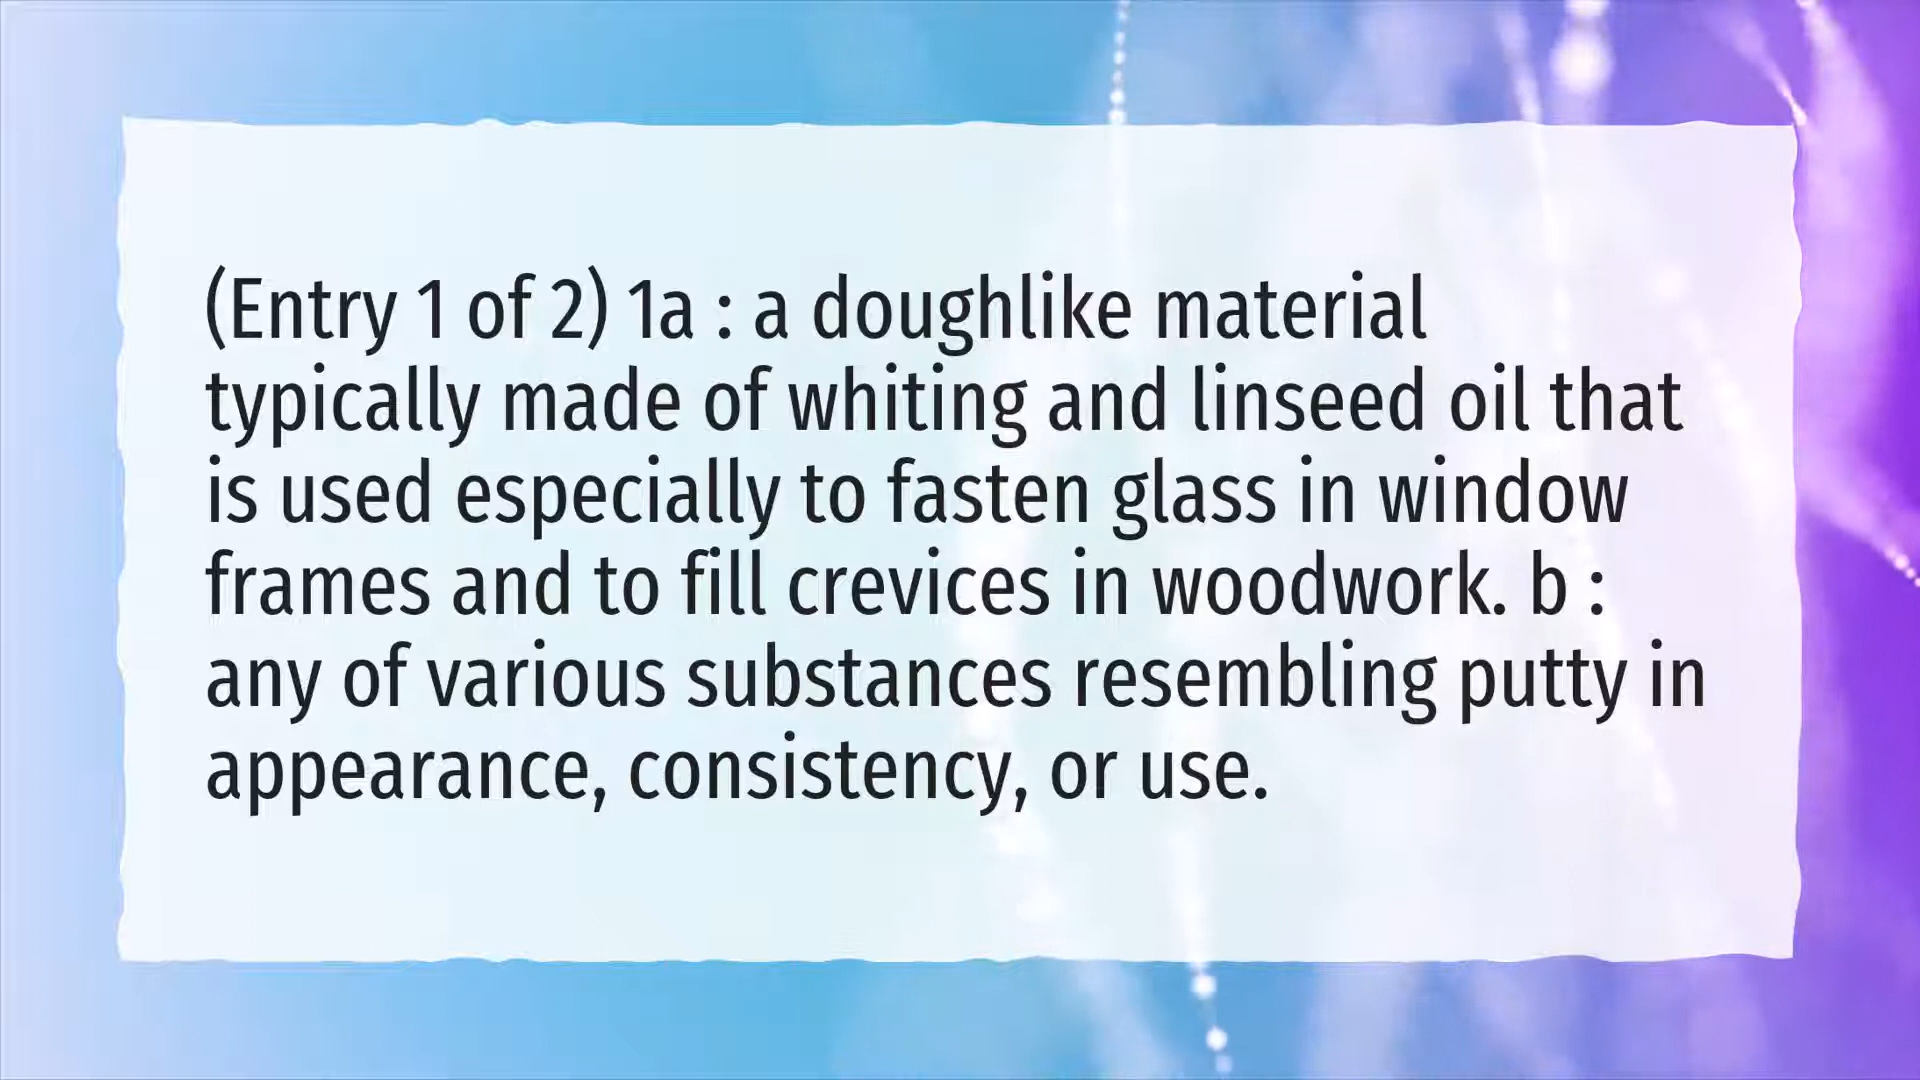 (Entry 1 of 2) 1a : a doughlike material
typically made of whiting and linseed oil that
is used especially to fasten glass in window
frames and to fill crevices in woodwork. b :
any of various substances resembling putty in
appearance, consistency, or use.